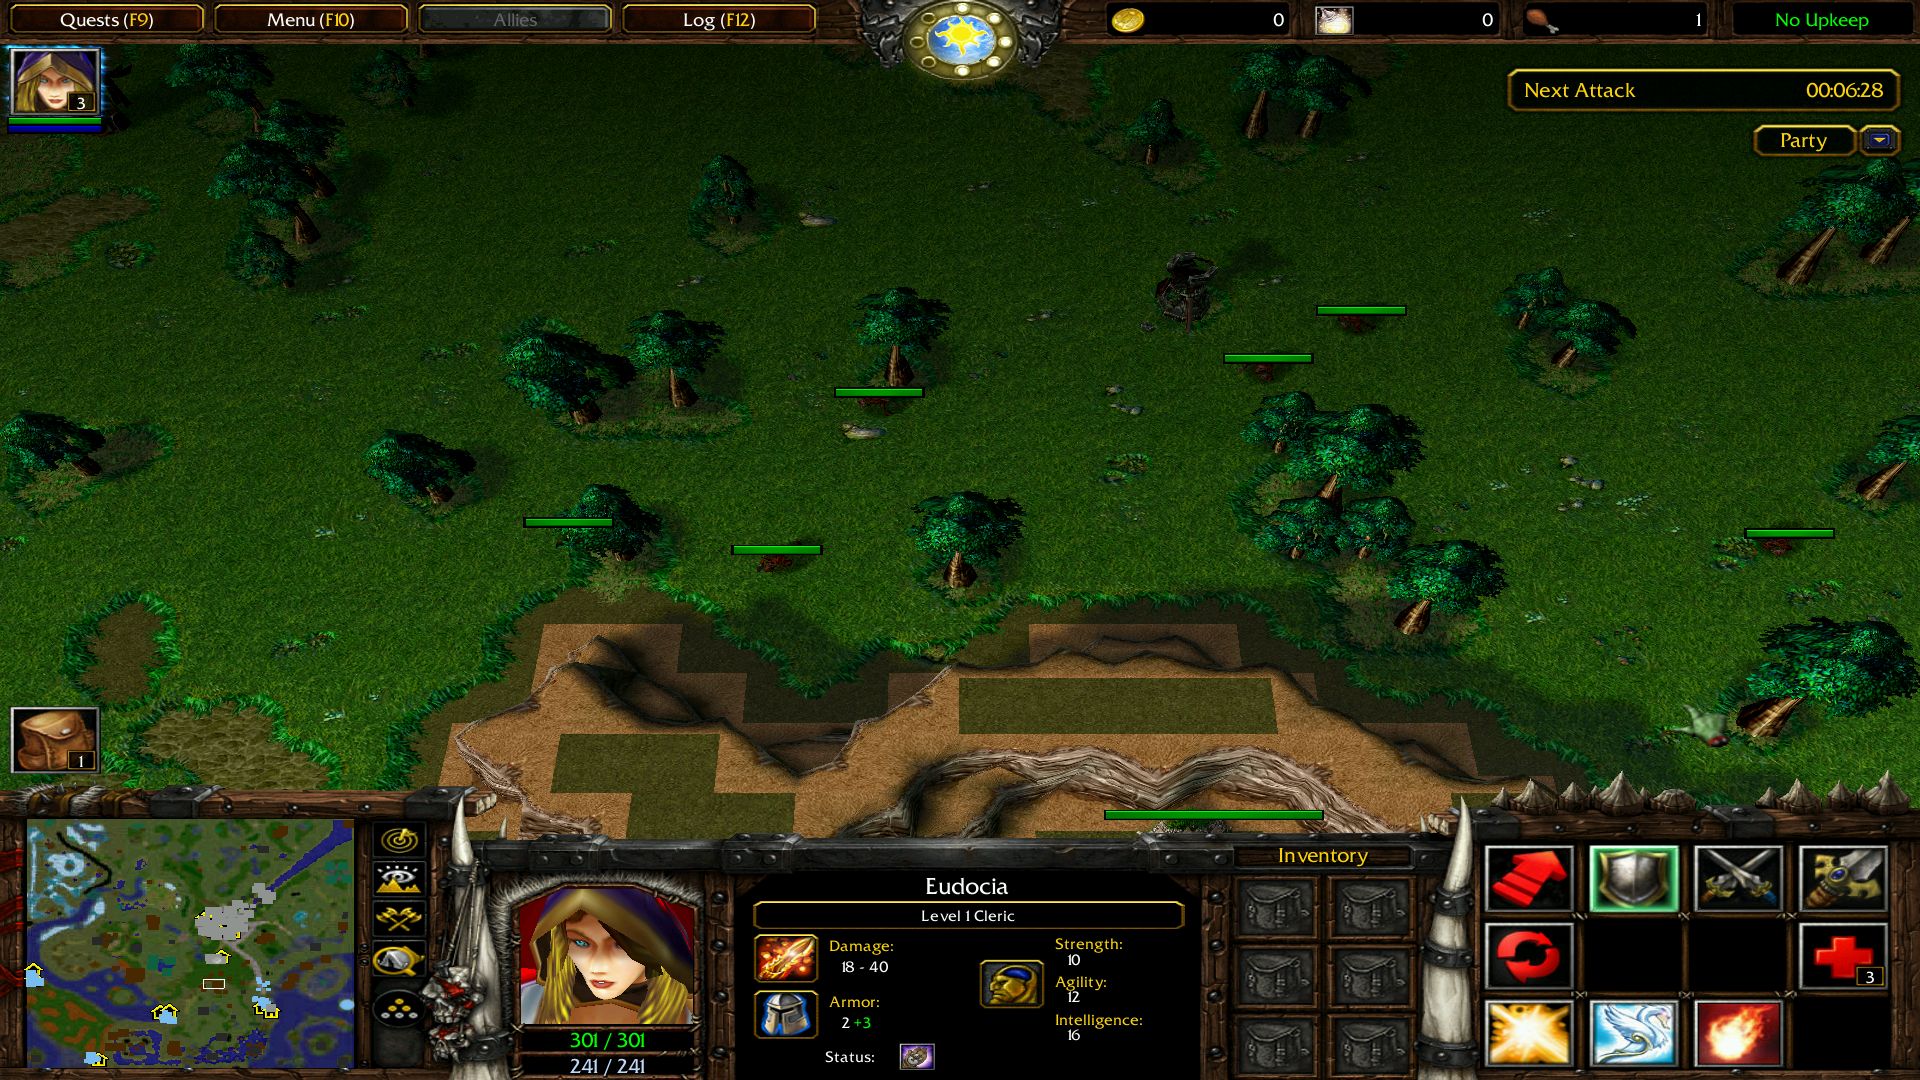 Quests (F9) Menu (F10) Allies Log (F12) 0 0 1 No Upkeep
3
Next Attack 00:06:28
Party
1
Inventory
Eudocia
Level 1 Cleric
Damage:
18 - 40
Armor:
2 +3
Status:
Strength:
10
Agility:
12
Intelligence:
16
301 / 301
241 / 241
3